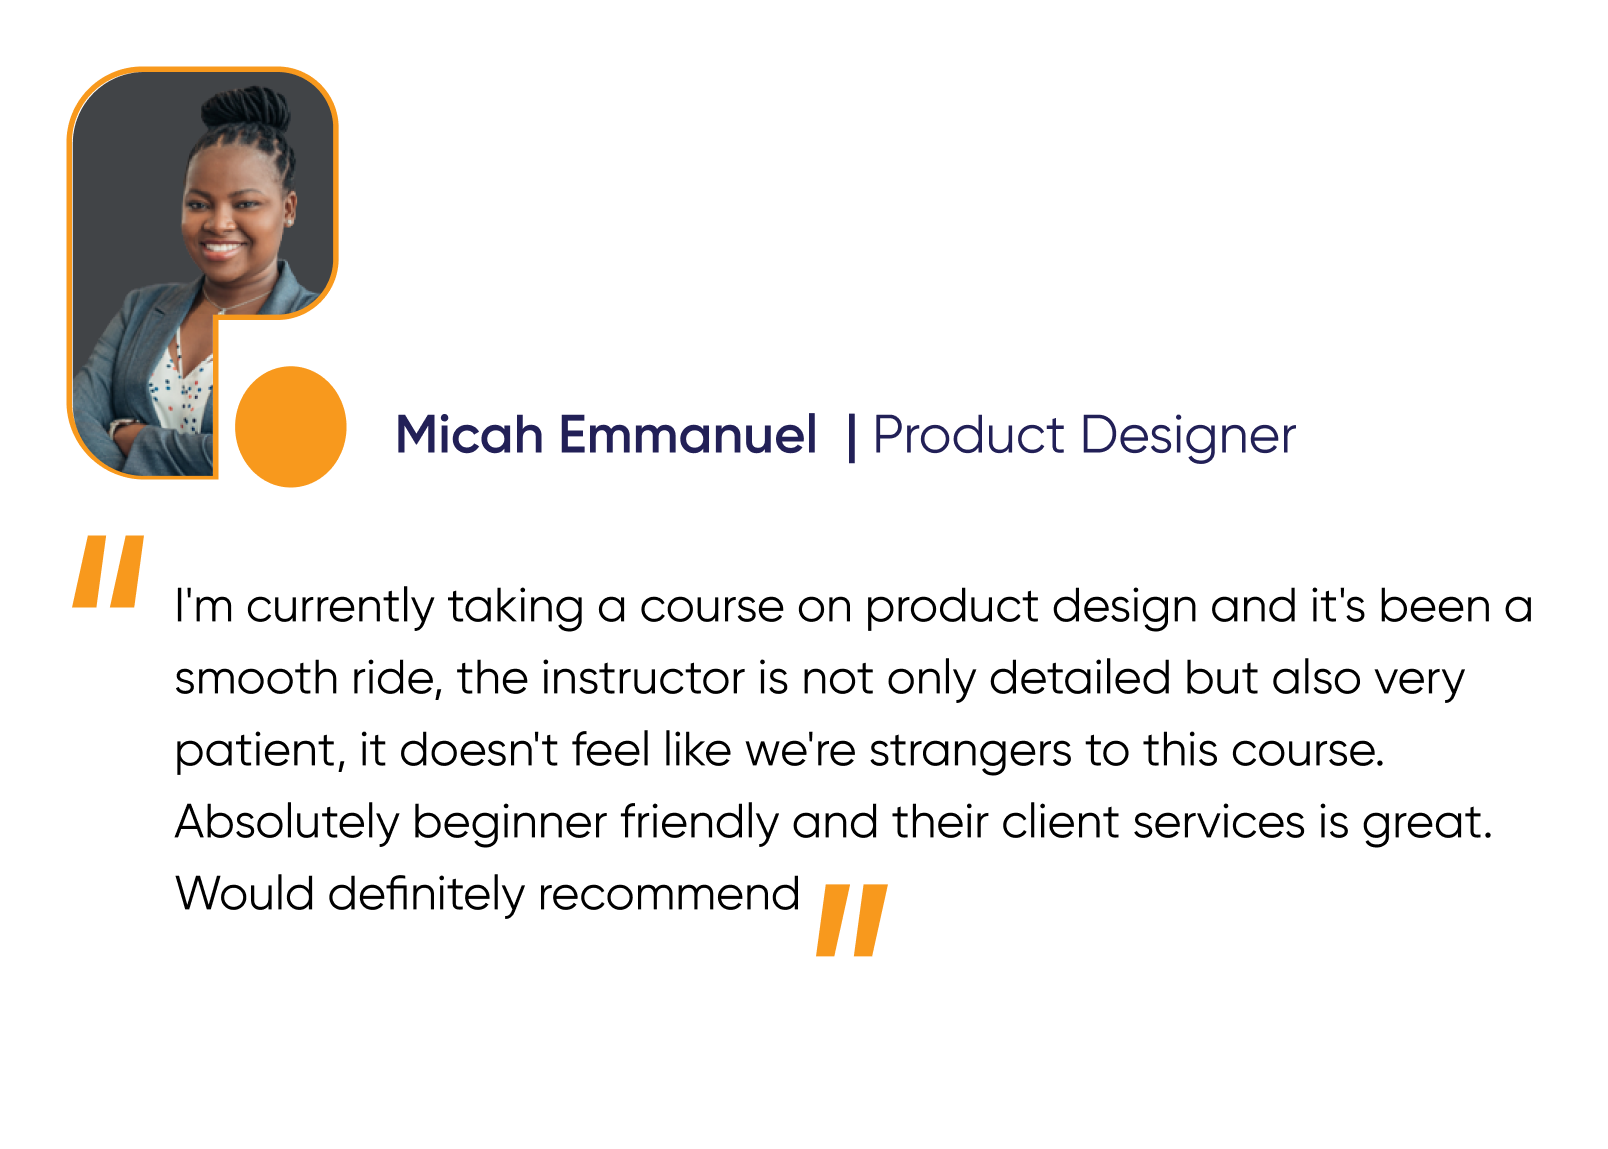 Micah Emmanuel | Product Designer
"
I'm currently taking a course on product design and it's been a
smooth ride, the instructor is not only detailed but also very
patient, it doesn't feel like we're strangers to this course.
Absolutely beginner friendly and their client services is great.
Would definitely recommend "